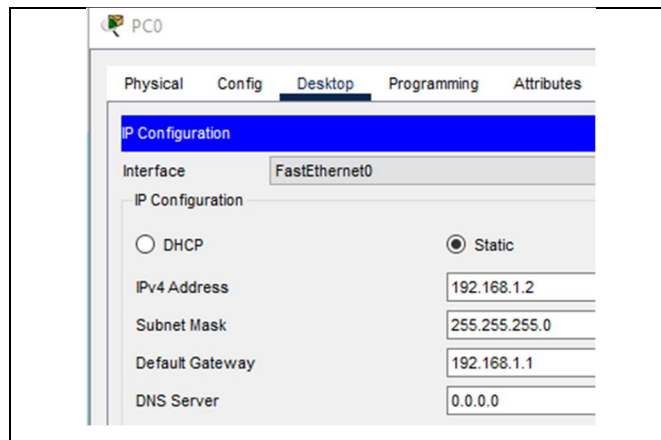 PC0
Physical Config Desktop Programming Attributes
IP Configuration
Interface FastEthernet0
IP Configuration
DHCP Static
IPv4 Address 192.168.1.2
Subnet Mask 255.255.255.0
Default Gateway 192.168.1.1
DNS Server 0.0.0.0